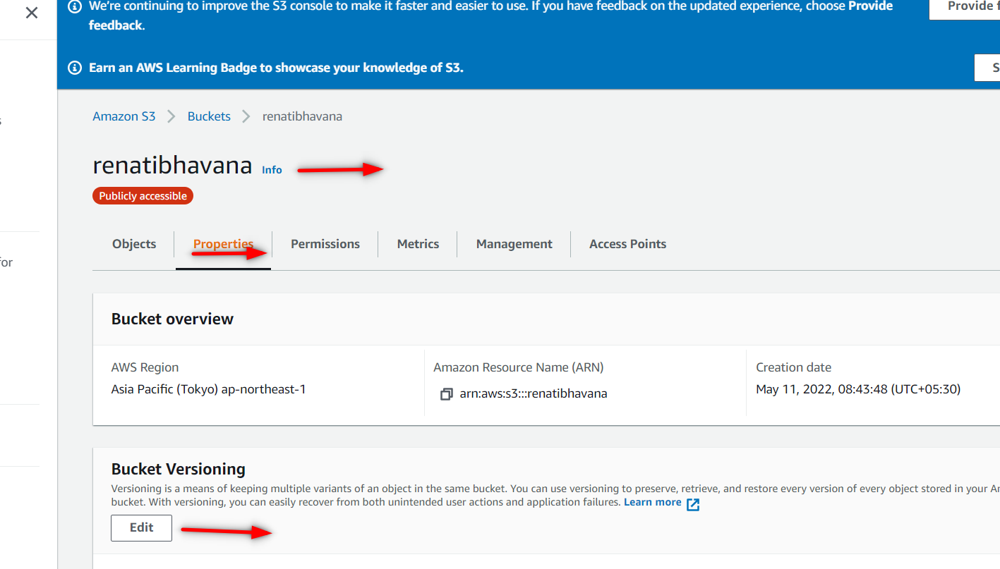 We're continuing to improve the S3 console to make it faster and easier to use. If you have feedback on the updated experience, choose Provide
feedback.
Provide f
Earn an AWS Learning Badge to showcase your knowledge of S3.
S
Amazon S3 > Buckets > renatibhavana
renatibhavana Info
Publicly accessible
Objects Properties Permissions Metrics Management Access Points
for
Bucket overview
AWS Region
Asia Pacific (Tokyo) ap-northeast-1
Amazon Resource Name (ARN)
arn:aws:s3:::renatibhavana
Creation date
May 11, 2022, 08:43:48 (UTC+05:30)
Bucket Versioning
Versioning is a means of keeping multiple variants of an object in the same bucket. You can use versioning to preserve, retrieve, and restore every version of every object stored in your A
bucket. With versioning, you can easily recover from both unintended user actions and application failures. Learn more
Edit